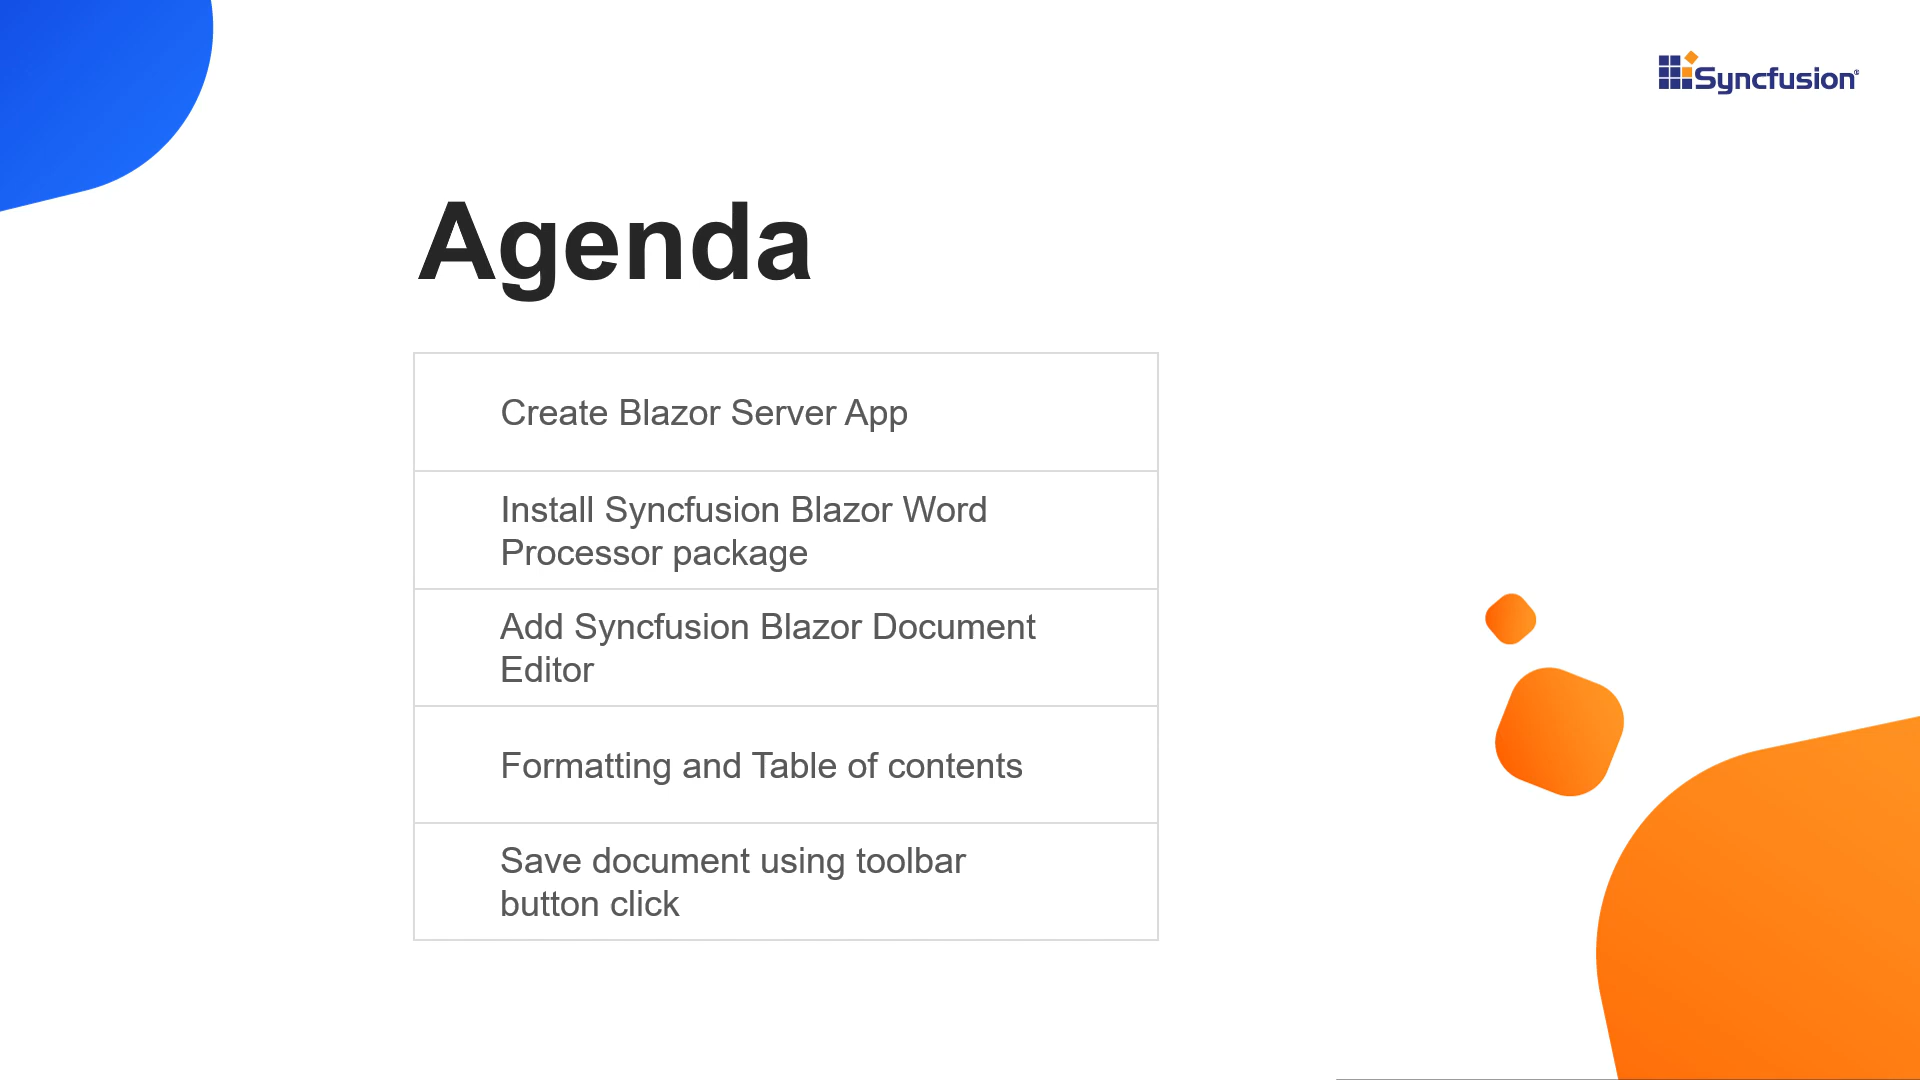 Syncfusion®
Agenda
Create Blazor Server App
Install Syncfusion Blazor Word
Processor package
Add Syncfusion Blazor Document
Editor
Formatting and Table of contents
Save document using toolbar
button click